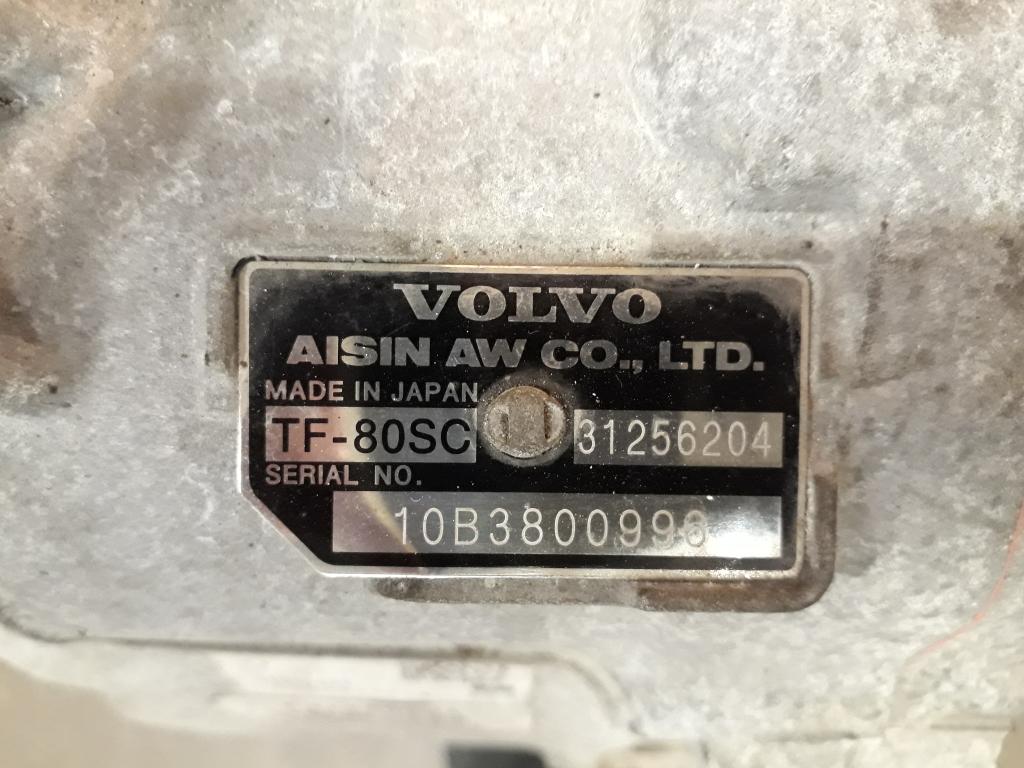 VOLVO
AISIN AW CO., LTD.
MADE IN JAPAN
TF-80SC 31256204
SERIAL NO.
10B3800996